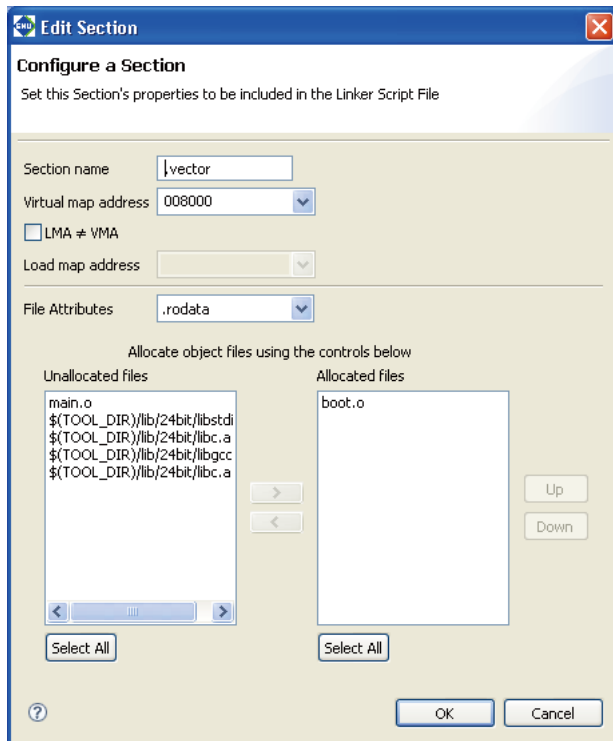 GNU Edit Section
Configure a Section
Set this Section's properties to be included in the Linker Script File
Section name .vector
Virtual map address 008000
LMA ≠ VMA
Load map address
File Attributes .rodata
Allocate object files using the controls below
Unallocated files Allocated files
main.o boot.o
$(TOOL_DIR)/lib/24bit/libstdi
$(TOOL_DIR)/lib/24bit/libc.a
$(TOOL_DIR)/lib/24bit/libgcc
$(TOOL_DIR)/lib/24bit/libc.a
>
<
Up
Down
Select All Select All
? OK Cancel